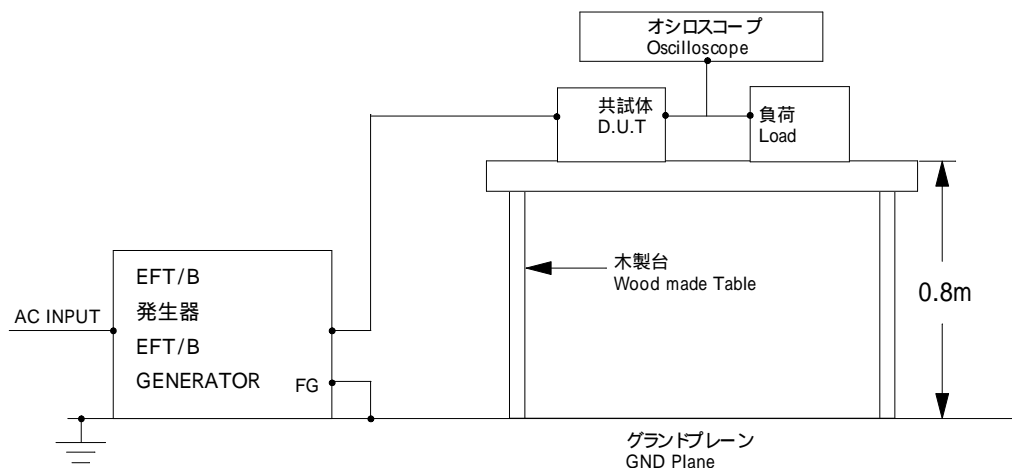 オシロスコープ
Oscilloscope
共試体
D.U.T
負荷
Load
木製台
Wood made Table
0.8m
EFT/B
発生器
EFT/B
GENERATOR
FG
AC INPUT
グランドプレーン
GND Plane